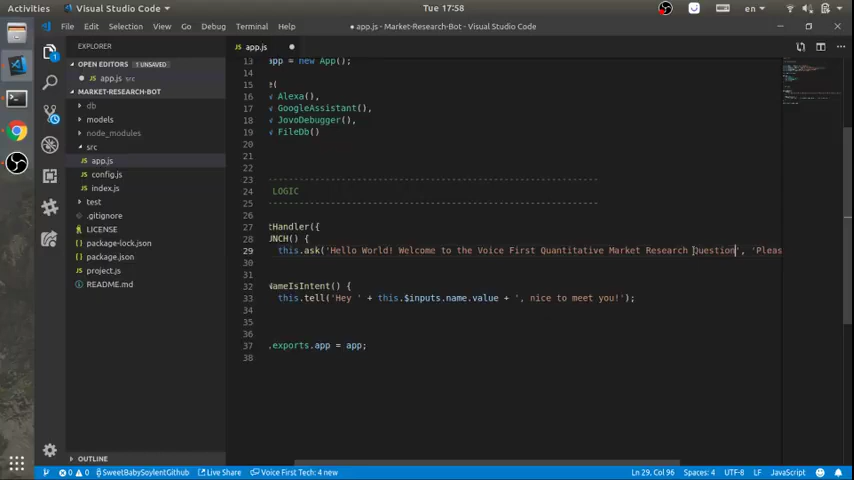 Activities
Visual Studio Code
Tue 17:58
en
File Edit Selection View Go Debug Terminal Help
● app.js - Market-Research-Bot - Visual Studio Code
EXPLORER
OPEN EDITORS 1 UNSAVED
app.js src
MARKET-RESEARCH-BOT
db
models
node_modules
src
app.js
config.js
index.js
test
.gitignore
LICENSE
package-lock.json
package.json
project.js
README.md
OUTLINE
app.js
13 app = new App();
14
15 e(
16 Alexa(),
17 GoogleAssistant(),
18 JovoDebugger(),
19 FileDb()
20
21
22
23 ------------------------------------------------------------------
24 LOGIC
25 ------------------------------------------------------------------
26
27 tHandler({
28 UNCH() {
29 this.ask('Hello World! Welcome to the Voice First Quantitative Market Research Question', 'Pleas
30
31
32 NameIsIntent() {
33 this.tell('Hey ' + this.$inputs.name.value + ', nice to meet you!');
34
35
36
37 .exports.app = app;
38
0 0 SweetBabySoylentGithub Live Share Voice First Tech: 4 new
Ln 29, Col 96 Spaces: 4 UTF-8 LF JavaScript